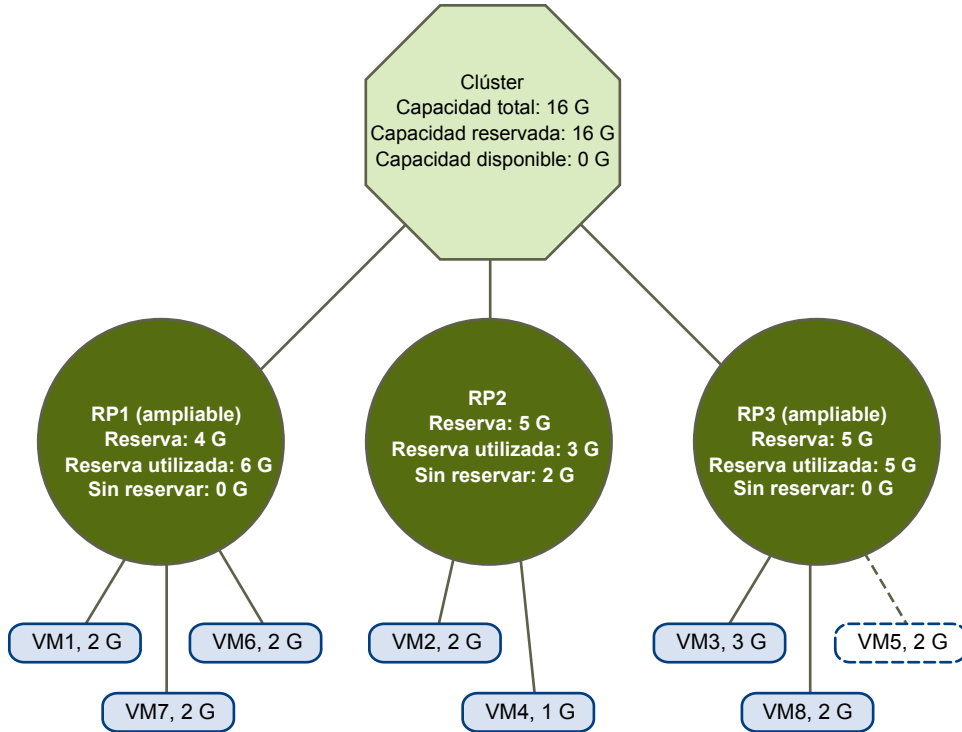 Clúster
Capacidad total: 16 G
Capacidad reservada: 16 G
Capacidad disponible: 0 G
RP1 (ampliable)
Reserva: 4 G
Reserva utilizada: 6 G
Sin reservar: 0 G
RP2
Reserva: 5 G
Reserva utilizada: 3 G
Sin reservar: 2 G
RP3 (ampliable)
Reserva: 5 G
Reserva utilizada: 5 G
Sin reservar: 0 G
VM1, 2 G
VM6, 2 G
VM2, 2 G
VM3, 3 G
VM5, 2 G
VM7, 2 G
VM4, 1 G
VM8, 2 G